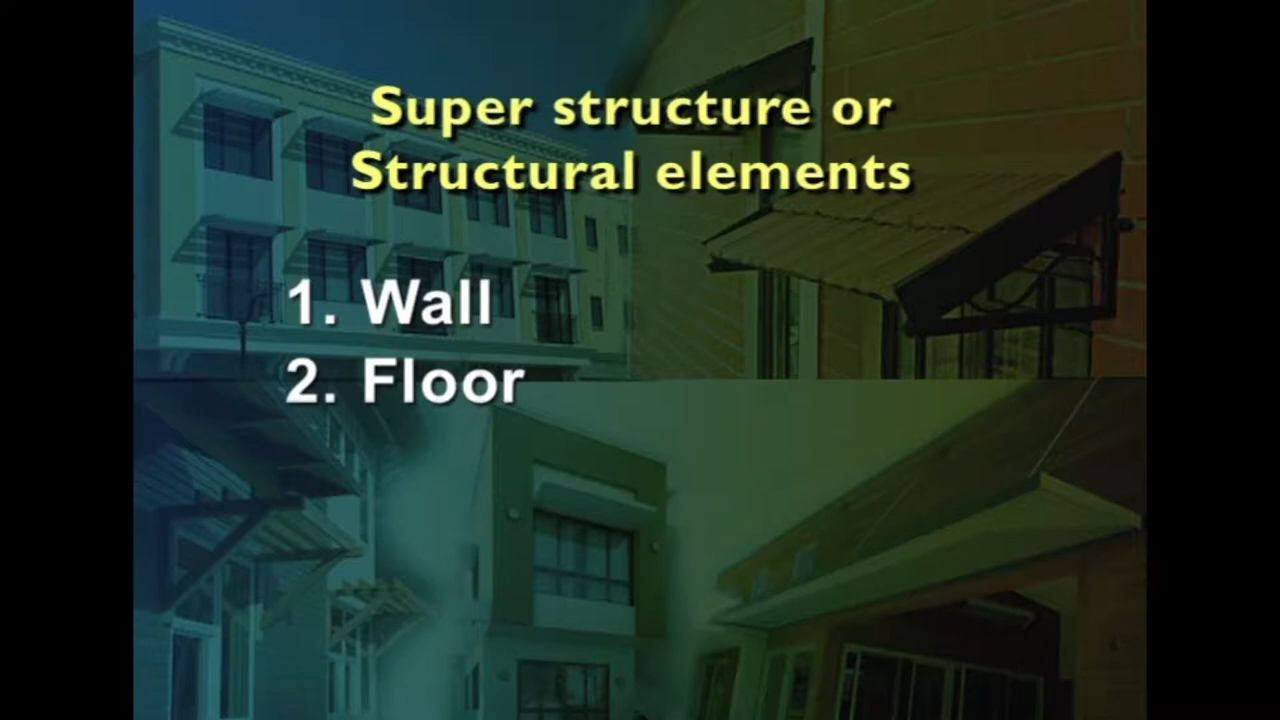 Super structure or
Structural elements
1. Wall
2. Floor